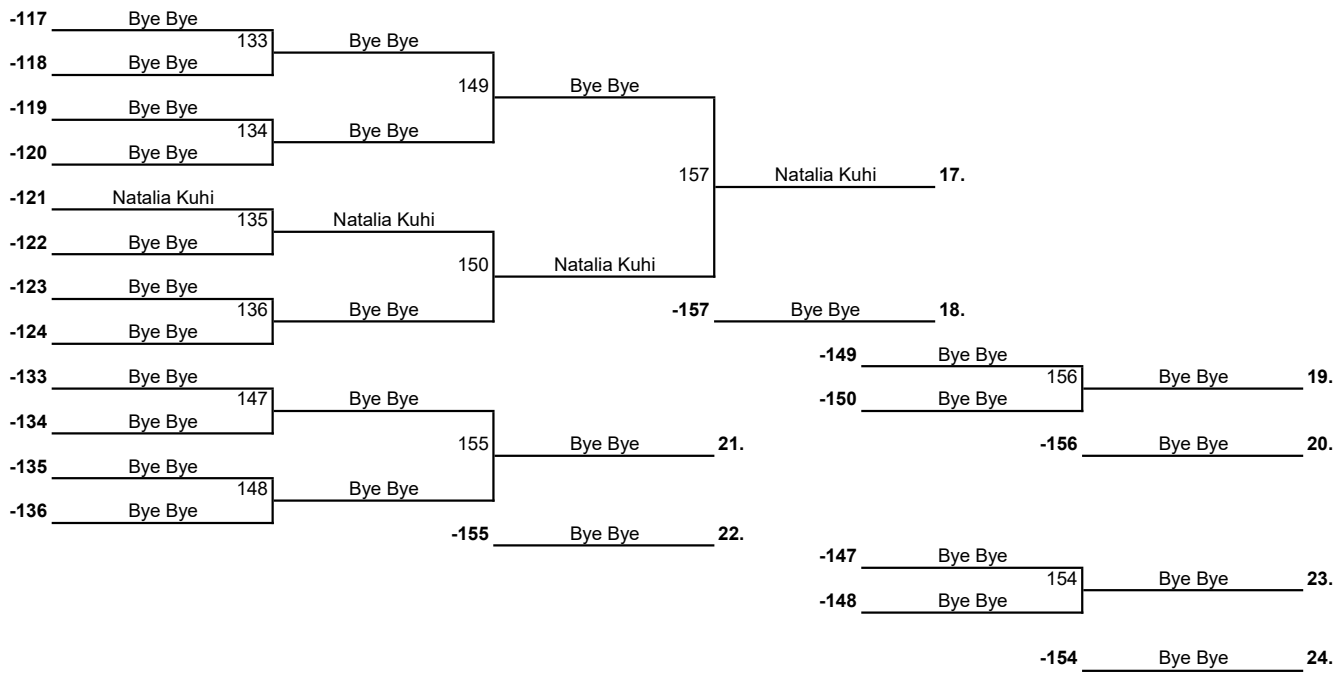 -117 Bye Bye
133 Bye Bye
-118 Bye Bye
149 Bye Bye
-119 Bye Bye
134 Bye Bye
-120 Bye Bye
157 Natalia Kuhi 17.
-121 Natalia Kuhi
135 Natalia Kuhi
-122 Bye Bye
150 Natalia Kuhi
-123 Bye Bye
136 Bye Bye
-157 Bye Bye 18.
-124 Bye Bye
-149 Bye Bye
156 Bye Bye 19.
-133 Bye Bye
147 Bye Bye
-150 Bye Bye
-134 Bye Bye
155 Bye Bye 21.
-156 Bye Bye 20.
-135 Bye Bye
148 Bye Bye
-136 Bye Bye
-155 Bye Bye 22.
-147 Bye Bye
154 Bye Bye 23.
-148 Bye Bye
-154 Bye Bye 24.